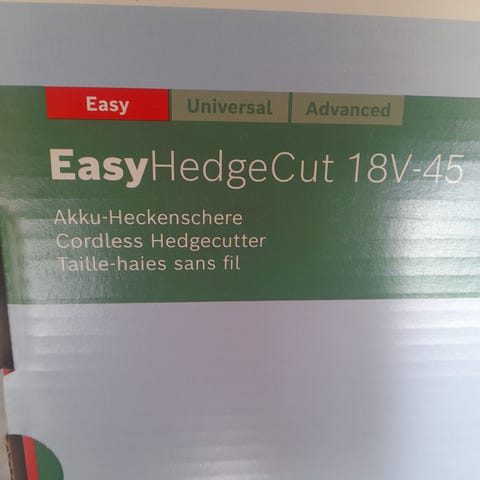 Easy Universal Advanced
EasyHedgeCut 18V-45
Akku-Heckenschere
Cordless Hedgecutter
Taille-haies sans fil